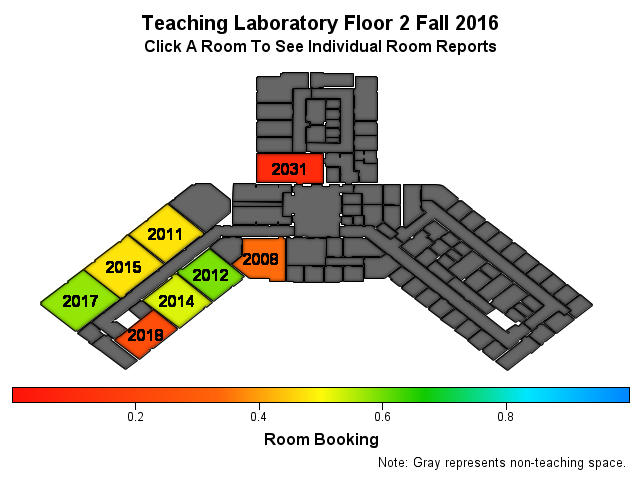 Teaching Laboratory Floor 2 Fall 2016
Click A Room To See Individual Room Reports
2031
2011
2015
2008
2012
2017
2014
2018
0.2 0.4 0.6 0.8
Room Booking
Note: Gray represents non-teaching space.